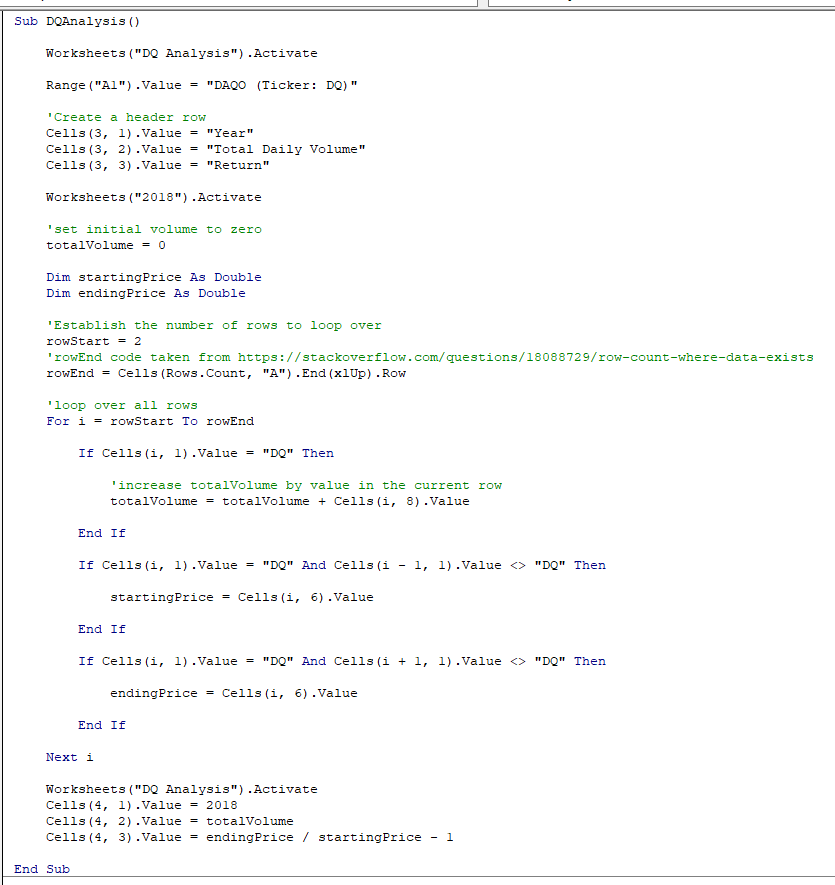 Sub DQAnalysis()
Worksheets("DQ Analysis").Activate
Range("A1").Value = "DAQO (Ticker: DQ)"
'Create a header row
Cells(3, 1).Value = "Year"
Cells(3, 2).Value = "Total Daily Volume"
Cells(3, 3).Value = "Return"
Worksheets("2018").Activate
'set initial volume to zero
totalVolume = 0
Dim startingPrice As Double
Dim endingPrice As Double
'Establish the number of rows to loop over
rowStart = 2
'rowEnd code taken from https://stackoverflow.com/questions/18088729/row-count-where-data-exists
rowEnd = Cells(Rows.Count, "A").End(xlUp).Row
'loop over all rows
For i = rowStart To rowEnd
If Cells(i, 1).Value = "DQ" Then
'increase totalVolume by value in the current row
totalVolume = totalVolume + Cells(i, 8).Value
End If
If Cells(i, 1).Value = "DQ" And Cells(i - 1, 1).Value <> "DQ" Then
startingPrice = Cells(i, 6).Value
End If
If Cells(i, 1).Value = "DQ" And Cells(i + 1, 1).Value <> "DQ" Then
endingPrice = Cells(i, 6).Value
End If
Next i
Worksheets("DQ Analysis").Activate
Cells(4, 1).Value = 2018
Cells(4, 2).Value = totalVolume
Cells(4, 3).Value = endingPrice / startingPrice - 1
End Sub